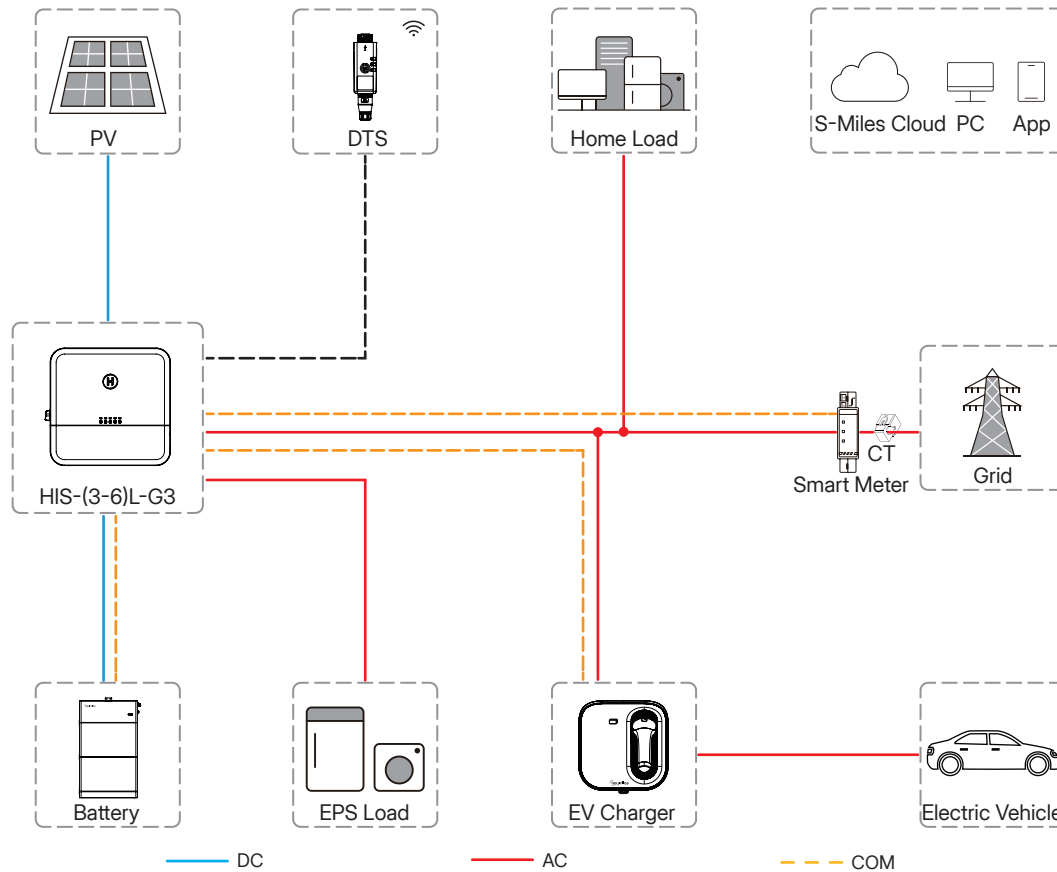 PV
DTS
Home Load
S-Miles Cloud PC App
H
HIS-(3-6)L-G3
CT
Smart Meter
Grid
Battery
EPS Load
EV Charger
Electric Vehicle
DC
AC
COM